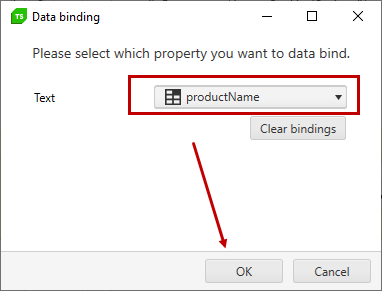 TS Data binding
Please select which property you want to data bind.
Text productName
Clear bindings
OK Cancel